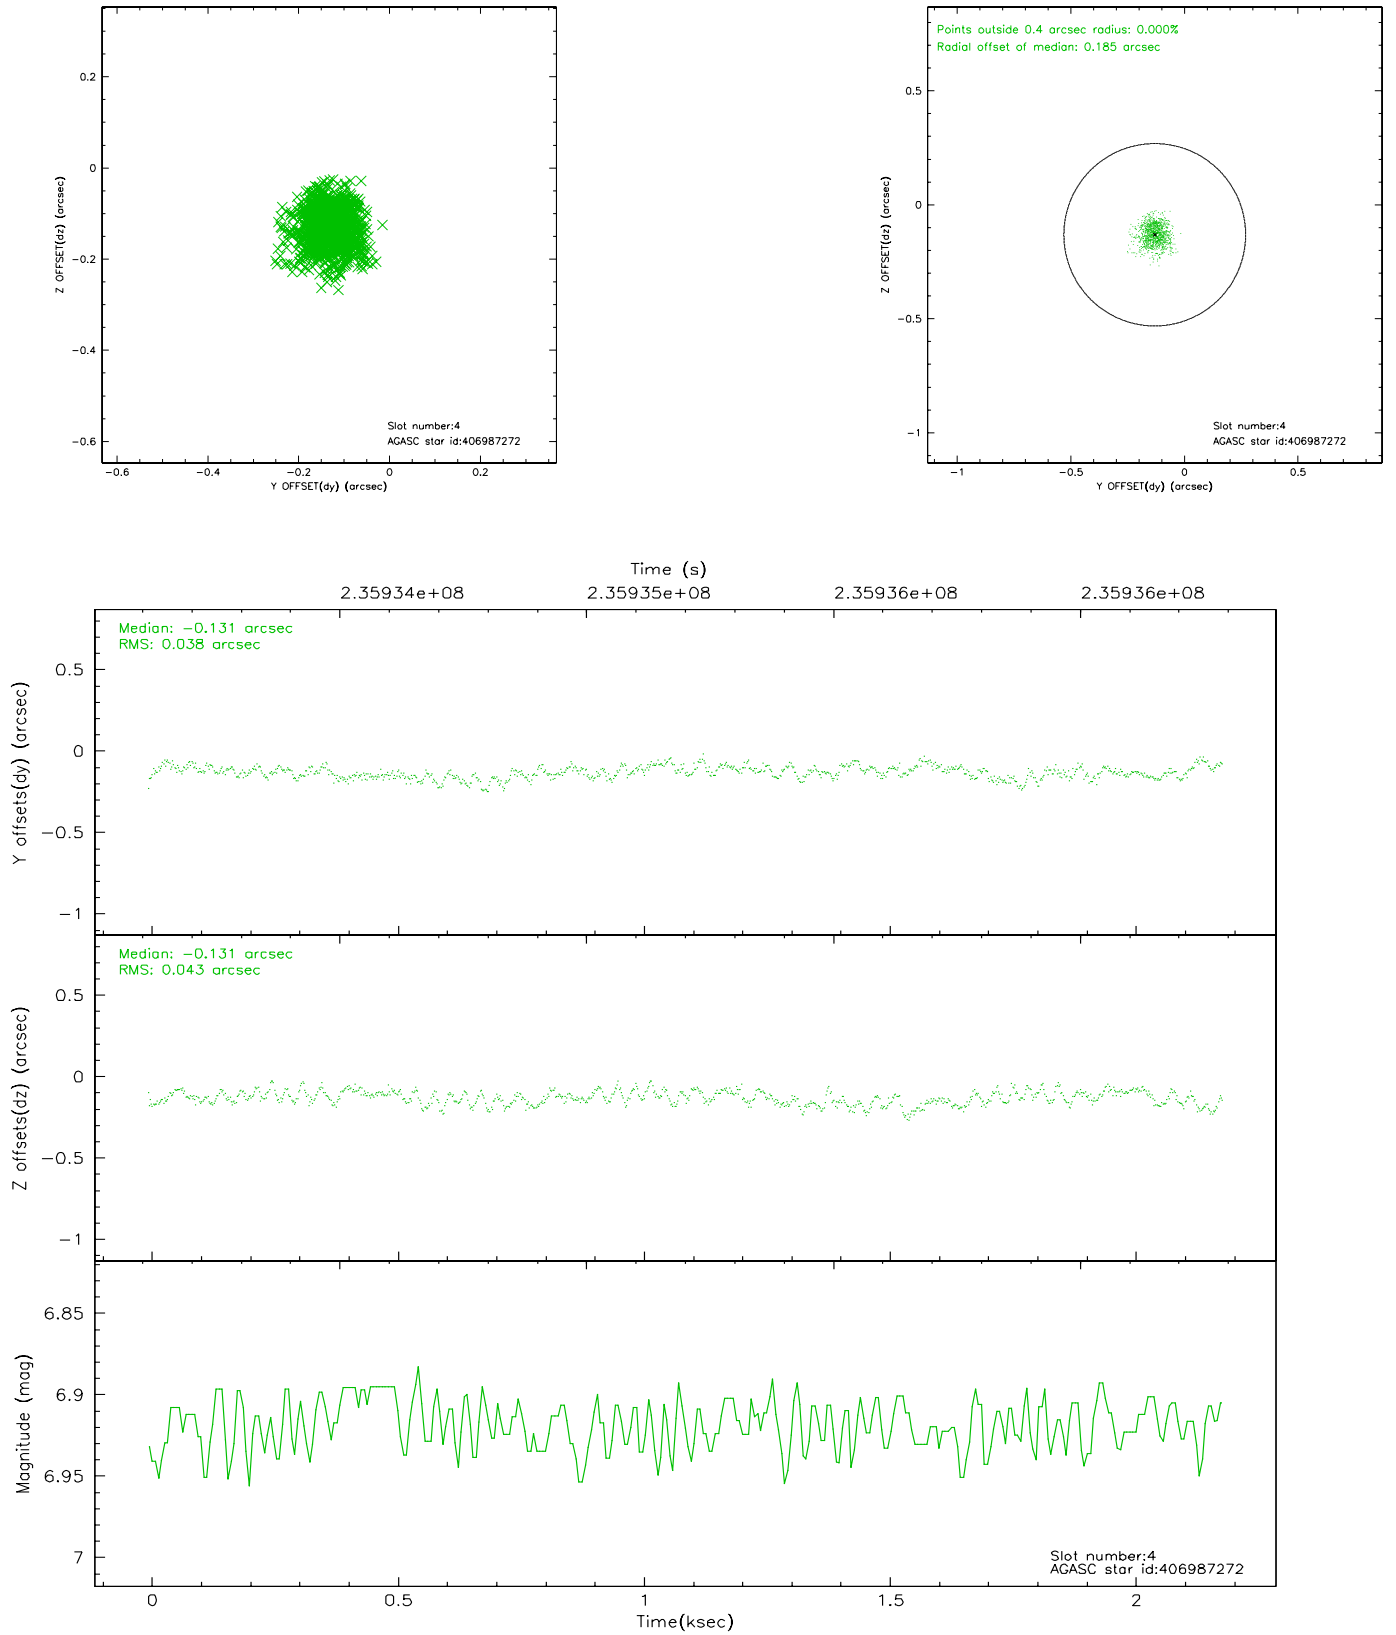 0.2
0
-0.2
-0.4
-0.6
Z OFFSET(dz) (arcsec)
Slot number:4
AGASC star id:406987272
-0.6 -0.4 -0.2 0 0.2
Y OFFSET(dy) (arcsec)
Points outside 0.4 arcsec radius: 0.000%
Radial offset of median: 0.185 arcsec
0.5
0
-0.5
-1
Z OFFSET(dz) (arcsec)
Slot number:4
AGASC star id:406987272
-1 -0.5 0 0.5
Y OFFSET(dy) (arcsec)
Time (s)
2.35934e+08 2.35935e+08 2.35936e+08 2.35936e+08
Median: -0.131 arcsec
RMS: 0.038 arcsec
0.5
0
-0.5
-1
Y offsets(dy) (arcsec)
Median: -0.131 arcsec
RMS: 0.043 arcsec
0.5
0
-0.5
-1
Z offsets(dz) (arcsec)
6.85
6.9
6.95
7
Magnitude (mag)
Slot number:4
AGASC star id:406987272
0 0.5 1 1.5 2
Time(ksec)